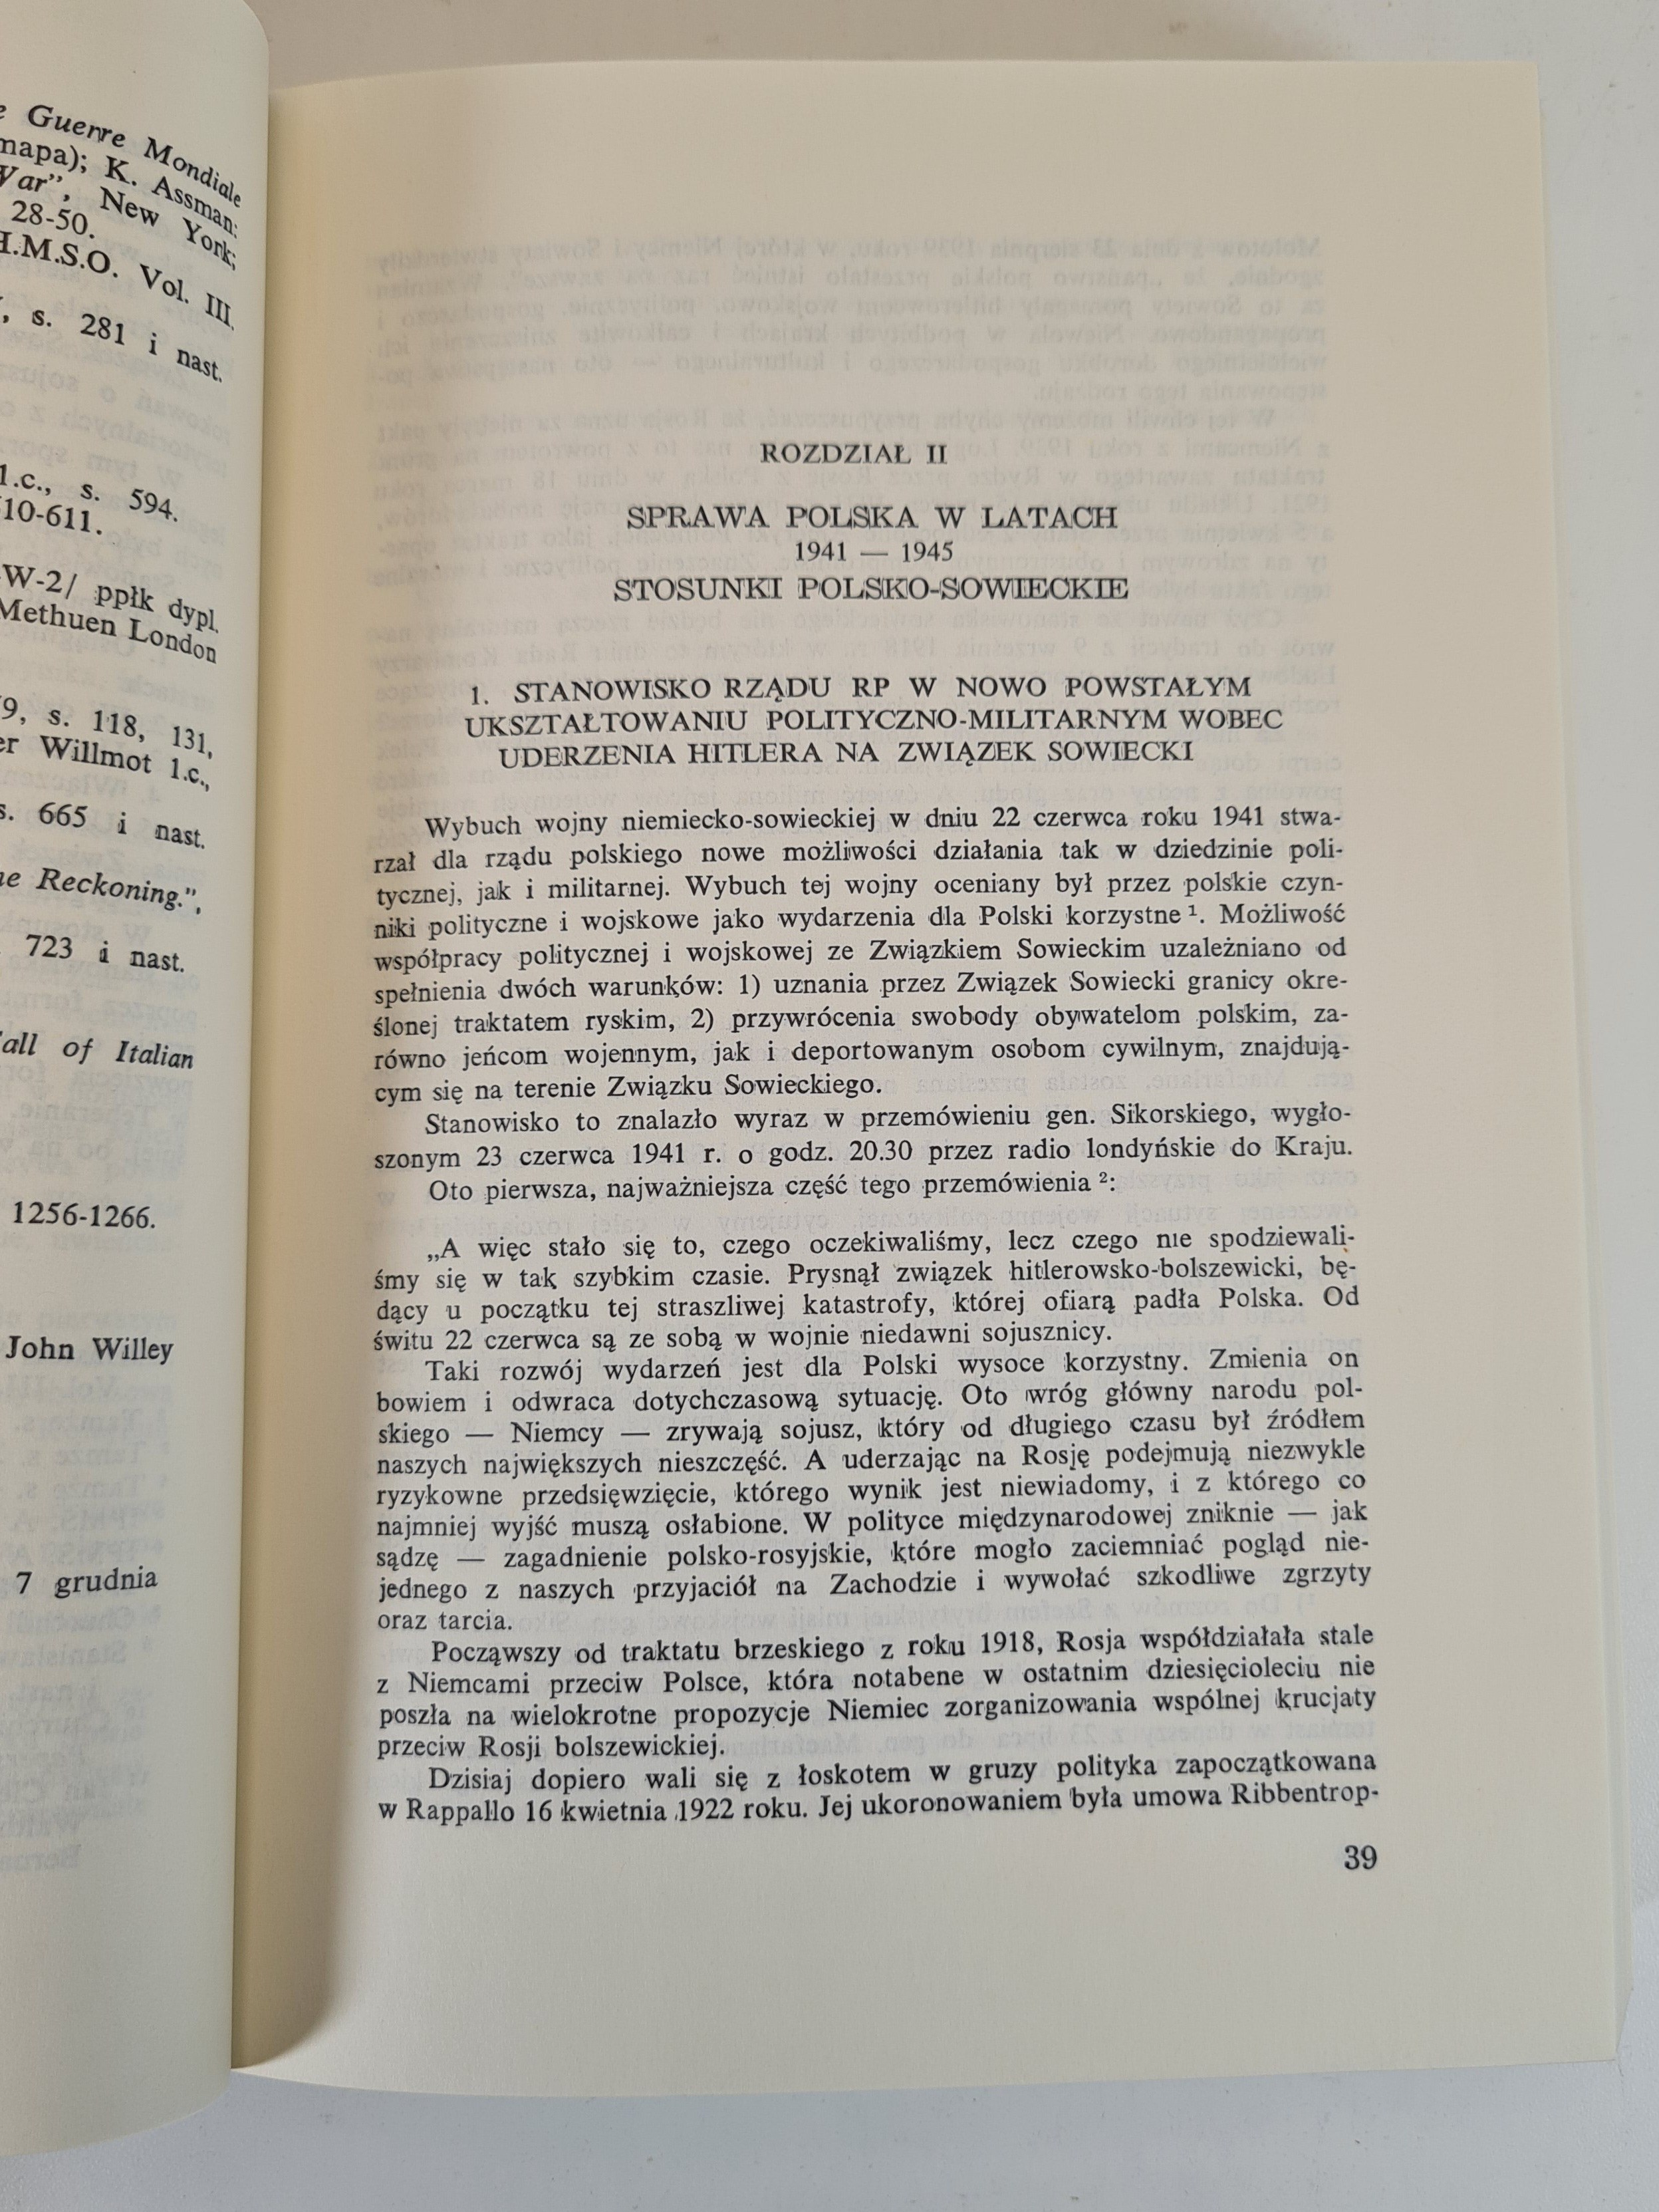 Guerre Mondiale
mapa); K. Assman:
War”, New York;
28-50.
H.M.S.O. Vol. III.
s. 281 i nast.
l.c., s. 594.
610-611.
W-2/ ppłk dypl.
Methuen London
s. 118, 131,
Willmot l.c.,
s. 665 i nast.
Reckoning.",
723 i nast.
of Italian
1256-1266.
John Willey
7 grudnia
ROZDZIAŁ II
SPRAWA POLSKA W LATACH
1941 — 1945
STOSUNKI POLSKO-SOWIECKIE
1. STANOWISKO RZĄDU RP W NOWO POWSTAŁYM
UKSZTAŁTOWANIU POLITYCZNO-MILITARNYM WOBEC
UDERZENIA HITLERA NA ZWIĄZEK SOWIECKI
Wybuch wojny niemiecko-sowieckiej w dniu 22 czerwca roku 1941 stwa-
rzał dla rządu polskiego nowe możliwości działania tak w dziedzinie poli-
tycznej, jak i militarnej. Wybuch tej wojny oceniany był przez polskie czyn-
niki polityczne i wojskowe jako wydarzenia dla Polski korzystne ¹. Możliwość
współpracy politycznej i wojskowej ze Związkiem Sowieckim uzależniano od
spełnienia dwóch warunków: 1) uznania przez Związek Sowiecki granicy okre-
ślonej traktatem ryskim, 2) przywrócenia swobody obywatelom polskim, za-
równo jeńcom wojennym, jak i deportowanym osobom cywilnym, znajdują-
cym się na terenie Związku Sowieckiego.
Stanowisko to znalazło wyraz w przemówieniu gen. Sikorskiego, wygło-
szonym 23 czerwca 1941 r. o godz. 20.30 przez radio londyńskie do Kraju.
Oto pierwsza, najważniejsza część tego przemówienia ²:
„A więc stało się to, czego oczekiwaliśmy, lecz czego nie spodziewali-
śmy się w tak szybkim czasie. Prysnął związek hitlerowsko-bolszewicki, bę-
dący u początku tej straszliwej katastrofy, której ofiarą padła Polska. Od
świtu 22 czerwca są ze sobą w wojnie niedawni sojusznicy.
Taki rozwój wydarzeń jest dla Polski wysoce korzystny. Zmienia on
bowiem i odwraca dotychczasową sytuację. Oto wróg główny narodu pol-
skiego — Niemcy — zrywają sojusz, który od długiego czasu był źródłem
naszych największych nieszczęść. A uderzając na Rosję podejmują niezwykle
ryzykowne przedsięwzięcie, którego wynik jest niewiadomy, i z którego co
najmniej wyjść muszą osłabione. W polityce międzynarodowej zniknie — jak
sądzę — zagadnienie polsko-rosyjskie, które mogło zaciemniać pogląd nie-
jednego z naszych przyjaciół na Zachodzie i wywołać szkodliwe zgrzyty
oraz tarcia.
Począwszy od traktatu brzeskiego z roku 1918, Rosja współdziałała stale
z Niemcami przeciw Polsce, która notabene w ostatnim dziesięcioleciu nie
poszła na wielokrotne propozycje Niemiec zorganizowania wspólnej krucjaty
przeciw Rosji bolszewickiej.
Dzisiaj dopiero wali się z łoskotem w gruzy polityka zapoczątkowana
w Rappallo 16 kwietnia 1922 roku. Jej ukoronowaniem była umowa Ribbentrop-
39